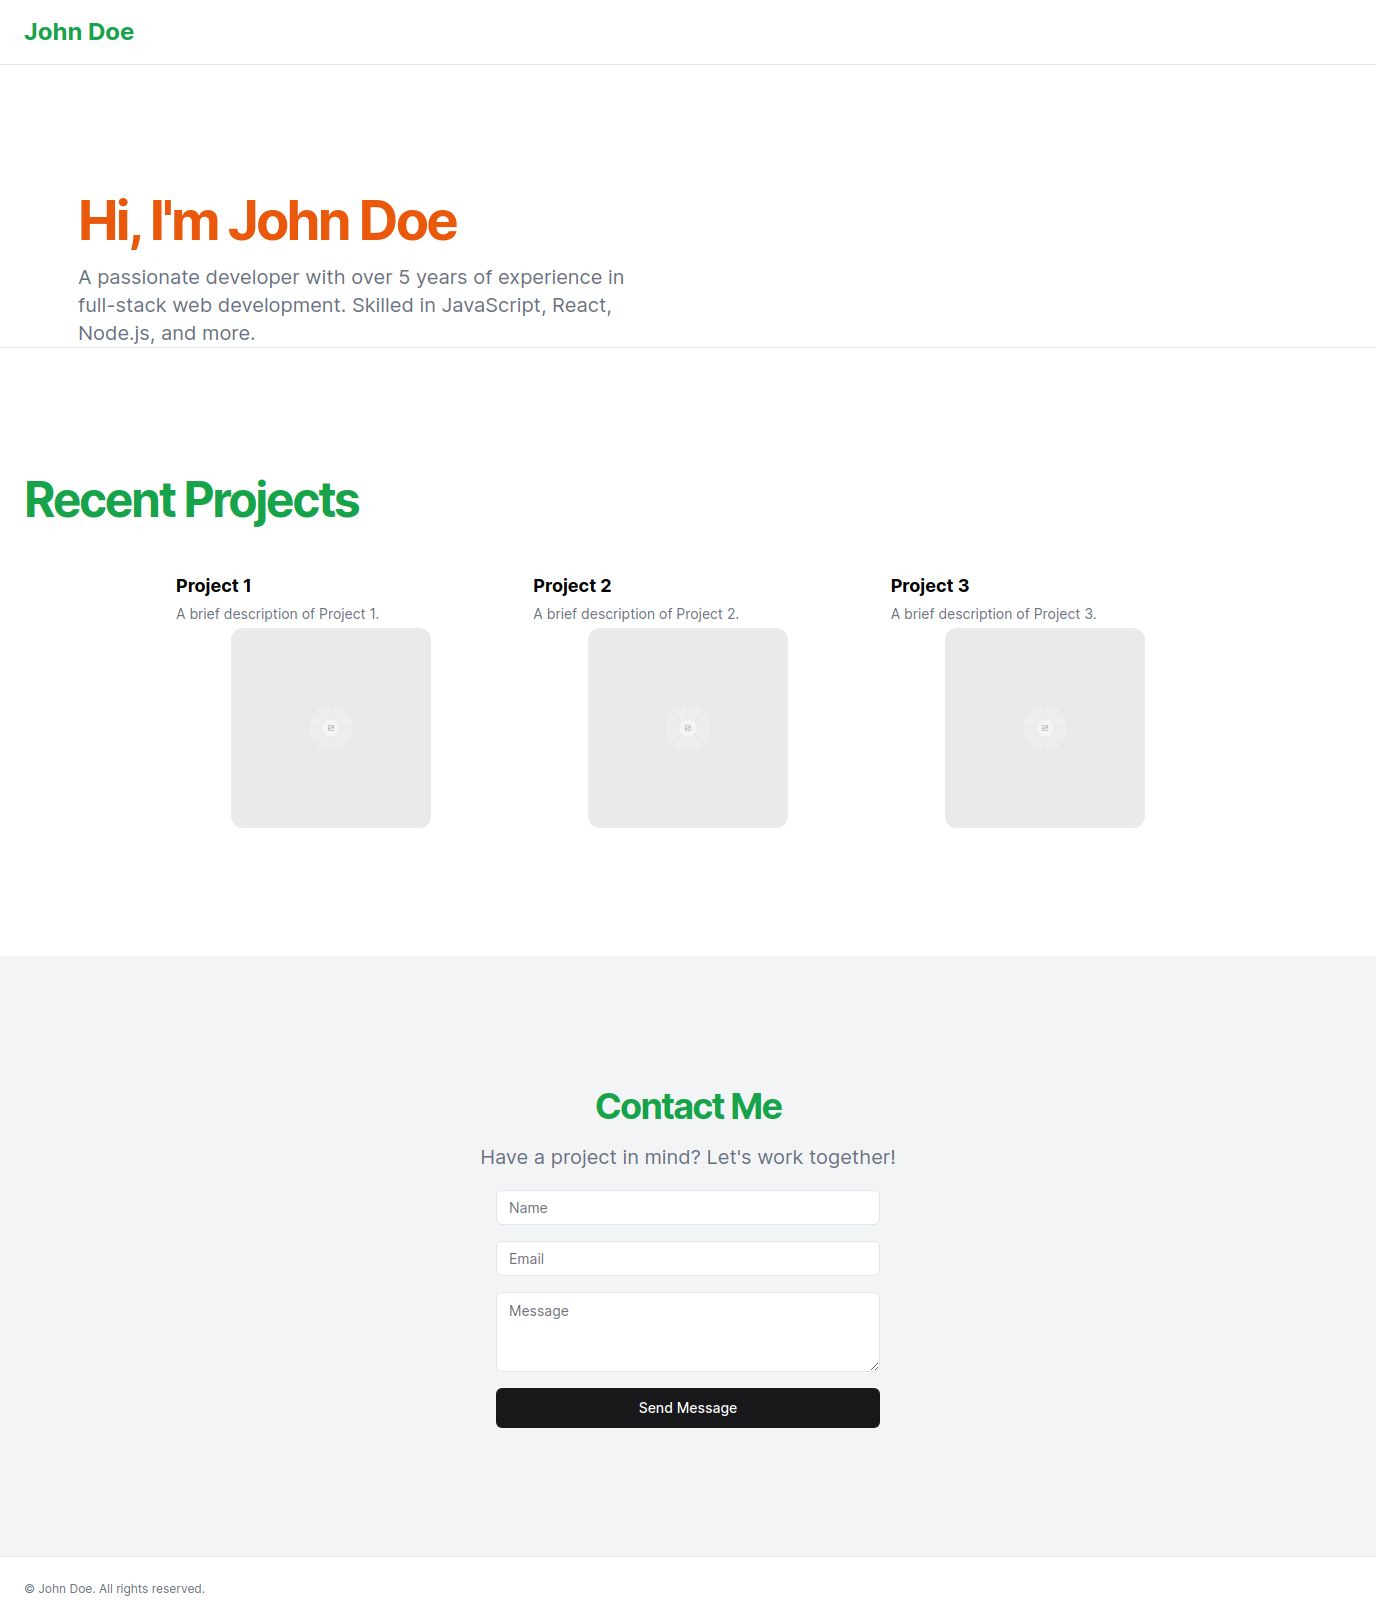 John Doe
Hi, I'm John Doe
A passionate developer with over 5 years of experience in
full-stack web development. Skilled in JavaScript, React,
Node.js, and more.
Recent Projects
Project 1
A brief description of Project 1.
Project 2
A brief description of Project 2.
Project 3
A brief description of Project 3.
Contact Me
Have a project in mind? Let's work together!
Name
Email
Message
Send Message
© John Doe. All rights reserved.